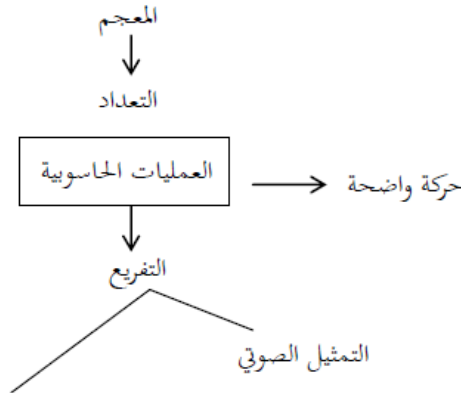 المعجم
التعداد
العمليات الحاسوبية
حركة واضحة
التفريع
التمثيل الصوتي